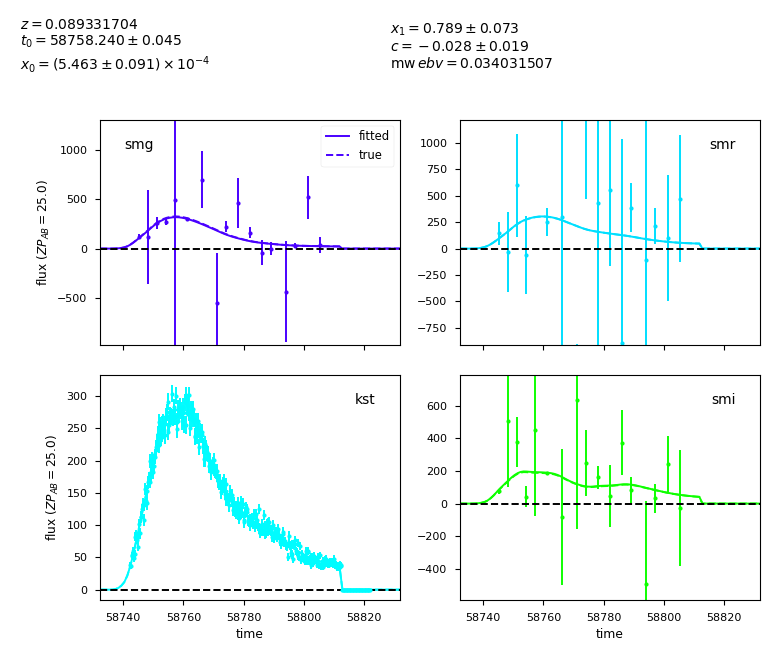 z = 0.089331704
t₀ = 58758.240 ± 0.045
x₀ = (5.463 ± 0.091) × 10⁻⁴
x₁ = 0.789 ± 0.073
c = −0.028 ± 0.019
mw ebv = 0.034031507
smg
fitted
true
1000
500
0
−500
flux (ZP_AB = 25.0)
smr
1000
750
500
250
0
−250
−500
−750
kst
300
250
200
150
100
50
0
flux (ZP_AB = 25.0)
58740 58760 58780 58800 58820
time
smi
600
400
200
0
−200
−400
58740 58760 58780 58800 58820
time